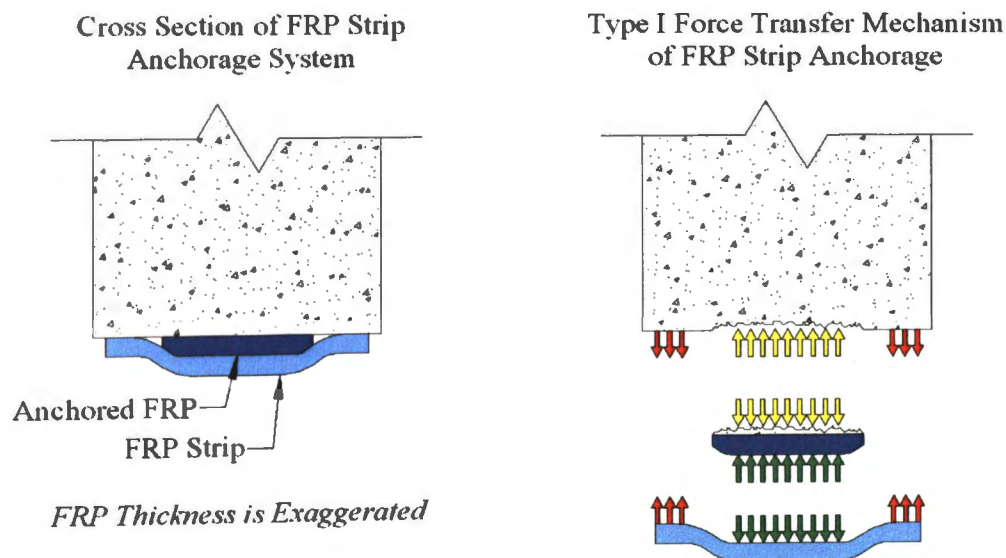 Cross Section of FRP Strip
Anchorage System
Type I Force Transfer Mechanism
of FRP Strip Anchorage
Anchored FRP
FRP Strip
FRP Thickness is Exaggerated